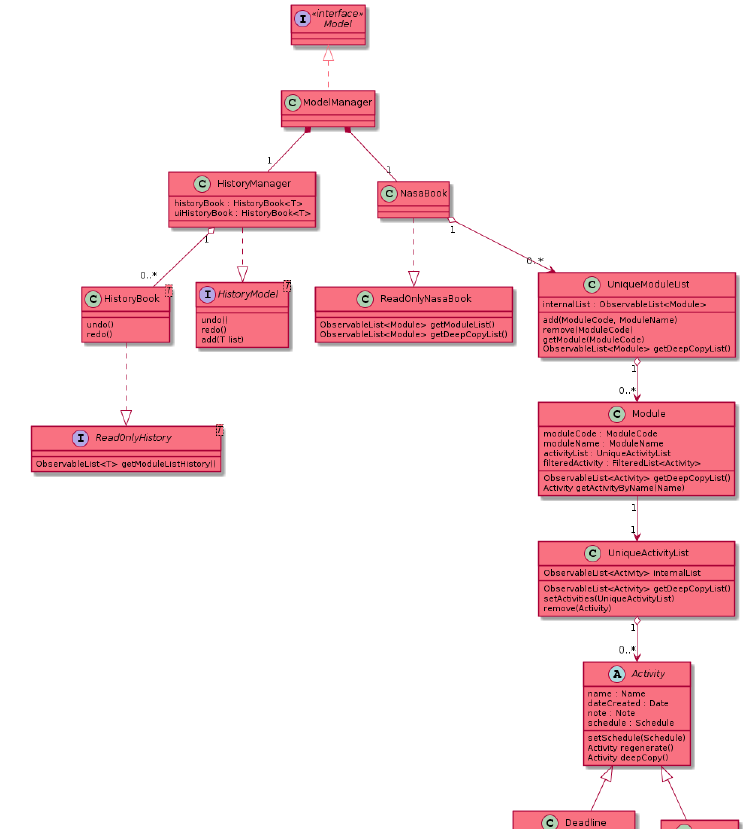 I
«interface»
Model
C
ModelManager
1
1
C
HistoryManager
historyBook : HistoryBook<T>
uiHistoryBook : HistoryBook<T>
C
NasaBook
1
1
0..*
0..*
C
HistoryBook
T
undo()
redo()
I
HistoryModel
T
undo()
redo()
add(T list)
C
ReadOnlyNasaBook
ObservableList<Module> getModuleList()
ObservableList<Module> getDeepCopyList()
C
UniqueModuleList
internalList : ObservableList<Module>
add(ModuleCode, ModuleName)
remove(ModuleCode)
getModule(ModuleCode)
ObservableList<Module> getDeepCopyList()
1
0..*
I
ReadOnlyHistory
T
ObservableList<T> getModuleListHistory()
C
Module
moduleCode : ModuleCode
moduleName : ModuleName
activityList : UniqueActivityList
filteredActivity : FilteredList<Activity>
ObservableList<Activity> getDeepCopyList()
Activity getActivityByName(Name)
1
1
C
UniqueActivityList
ObservableList<Activity> internalList
ObservableList<Activity> getDeepCopyList()
setActivities(UniqueActivityList)
remove(Activity)
1
0..*
A
Activity
name : Name
dateCreated : Date
note : Note
schedule : Schedule
setSchedule(Schedule)
Activity regenerate()
Activity deepCopy()
C
Deadline